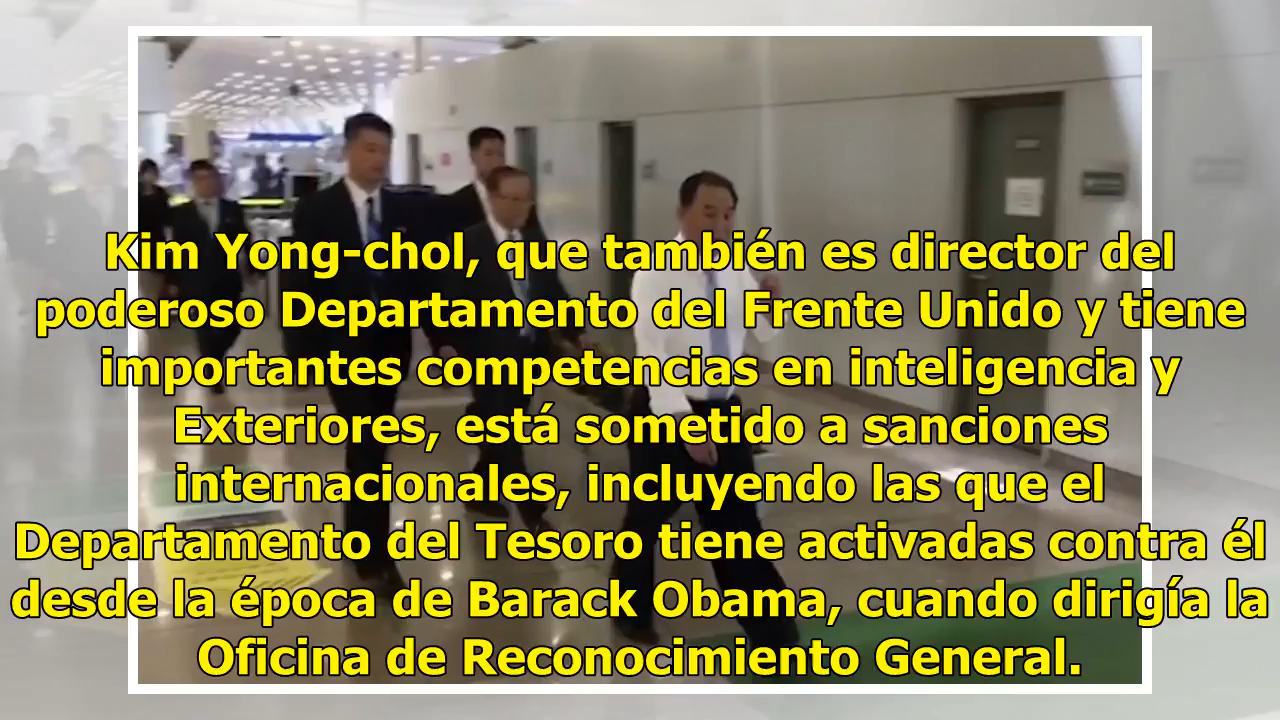 Kim Yong-chol, que también es director del
poderoso Departamento del Frente Unido y tiene
importantes competencias en inteligencia y
Exteriores, está sometido a sanciones
internacionales, incluyendo las que el
Departamento del Tesoro tiene activadas contra él
desde la época de Barack Obama, cuando dirigía la
Oficina de Reconocimiento General.